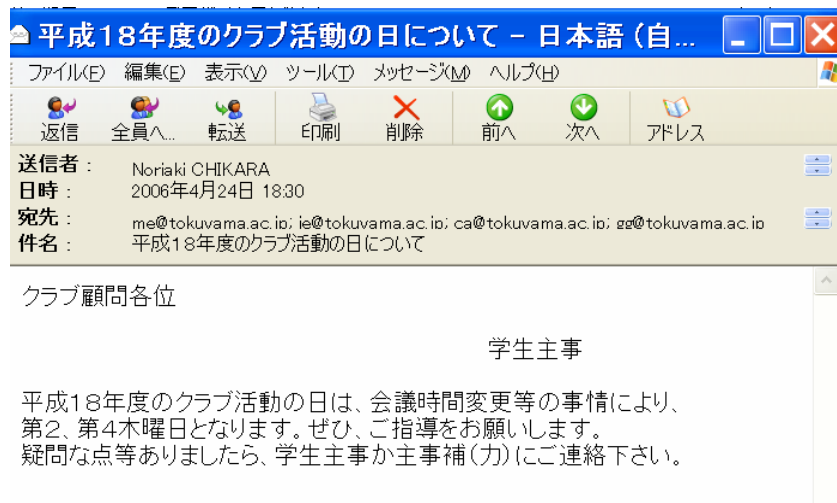 平成18年度のクラブ活動の日について - 日本語 (自...
ファイル(F) 編集(E) 表示(V) ツール(T) メッセージ(M) ヘルプ(H)
返信 全員へ... 転送 印刷 削除 前へ 次へ アドレス
送信者： Noriaki CHIKARA
日時： 2006年4月24日 18:30
宛先： me@tokuyama.ac.jp; ie@tokuyama.ac.jp; ca@tokuyama.ac.jp; gg@tokuyama.ac.jp
件名： 平成18年度のクラブ活動の日について
クラブ顧問各位
学生主事
平成18年度のクラブ活動の日は、会議時間変更等の事情により、
第2、第4木曜日となります。ぜひ、ご指導をお願いします。
疑問な点等ありましたら、学生主事か主事補(力)にご連絡下さい。